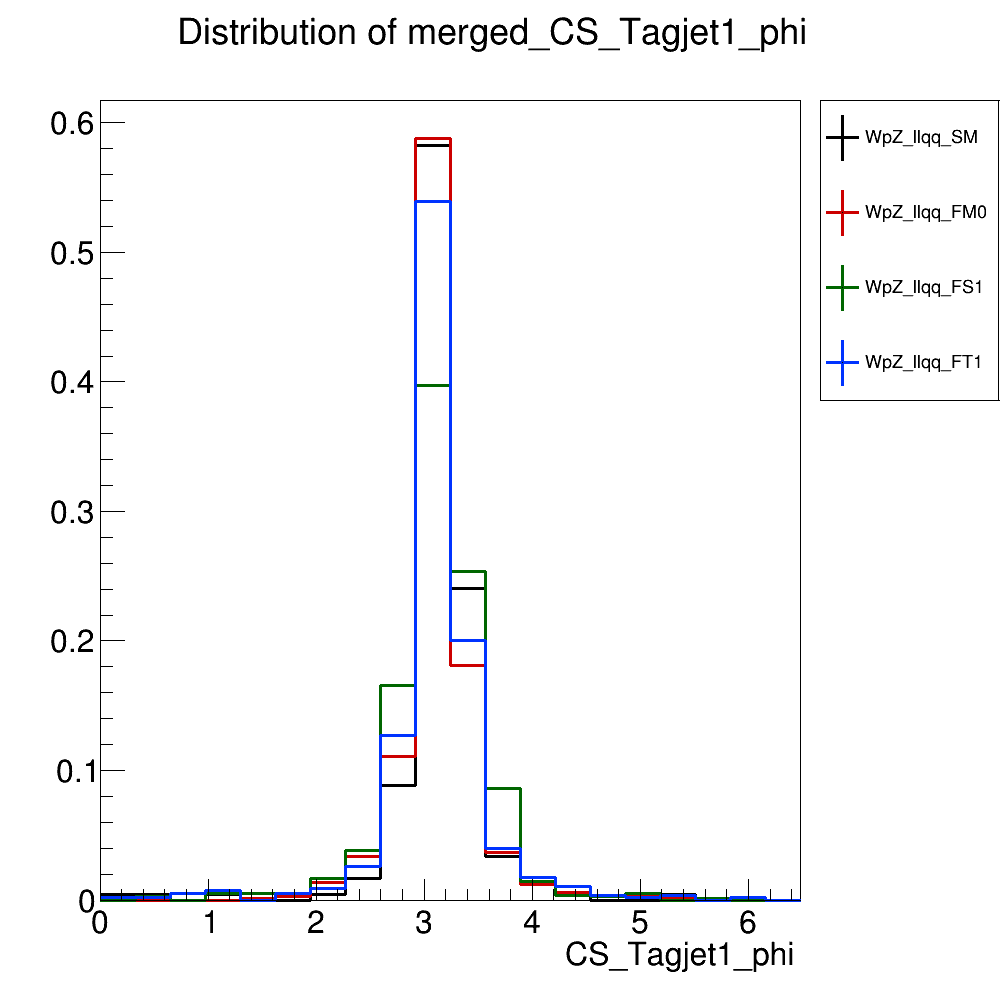 Distribution of merged_CS_Tagjet1_phi
0.6
0.5
0.4
0.3
0.2
0.1
0
0 1 2 3 4 5 6
CS_Tagjet1_phi
WpZ_llqq_SM
WpZ_llqq_FM0
WpZ_llqq_FS1
WpZ_llqq_FT1